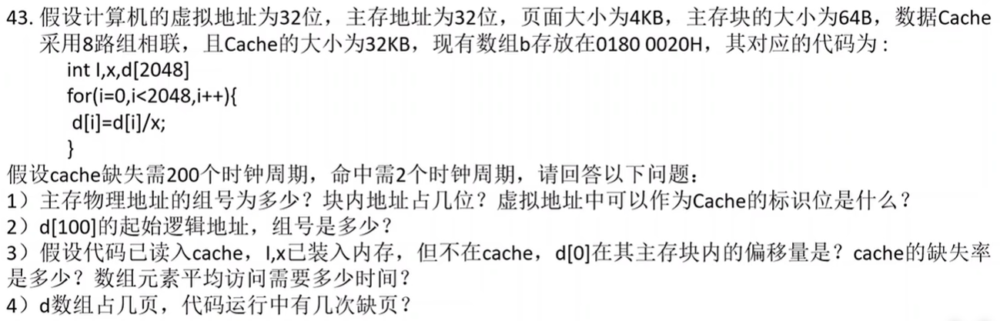 43. 假设计算机的虚拟地址为32位，主存地址为32位，页面大小为4KB，主存块的大小为64B，数据Cache
采用8路组相联，且Cache的大小为32KB，现有数组b存放在0180 0020H，其对应的代码为：
int I,x,d[2048]
for(i=0,i<2048,i++){
d[i]=d[i]/x;
}
假设cache缺失需200个时钟周期，命中需2个时钟周期，请回答以下问题：
1）主存物理地址的组号为多少？块内地址占几位？虚拟地址中可以作为Cache的标识位是什么？
2）d[100]的起始逻辑地址，组号是多少？
3）假设代码已读入cache，I,x已装入内存，但不在cache，d[0]在其主存块内的偏移量是？cache的缺失率
是多少？数组元素平均访问需要多少时间？
4）d数组占几页，代码运行中有几次缺页？